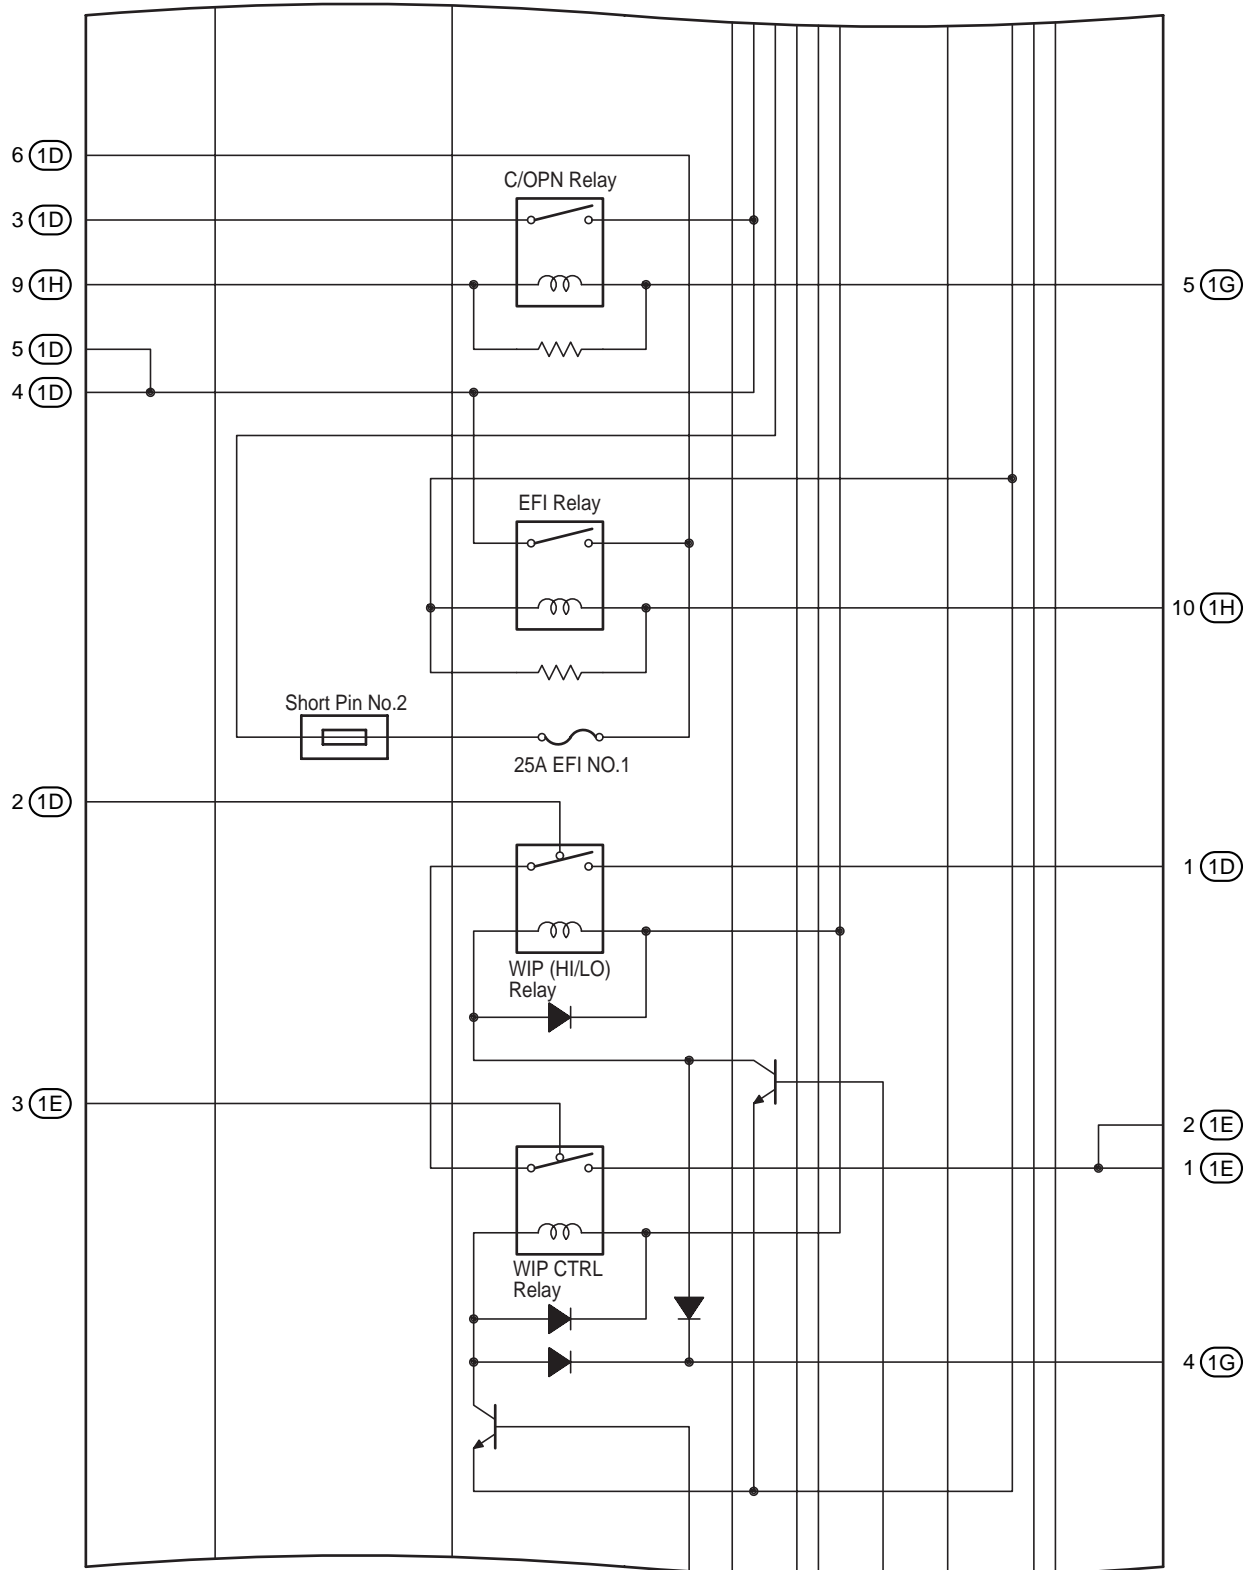 6 1D
C/OPN Relay
3 1D
9 1H
5 1G
5 1D
4 1D
EFI Relay
10 1H
Short Pin No.2
25A EFI NO.1
2 1D
1 1D
WIP (HI/LO)
Relay
3 1E
2 1E
1 1E
WIP CTRL
Relay
4 1G